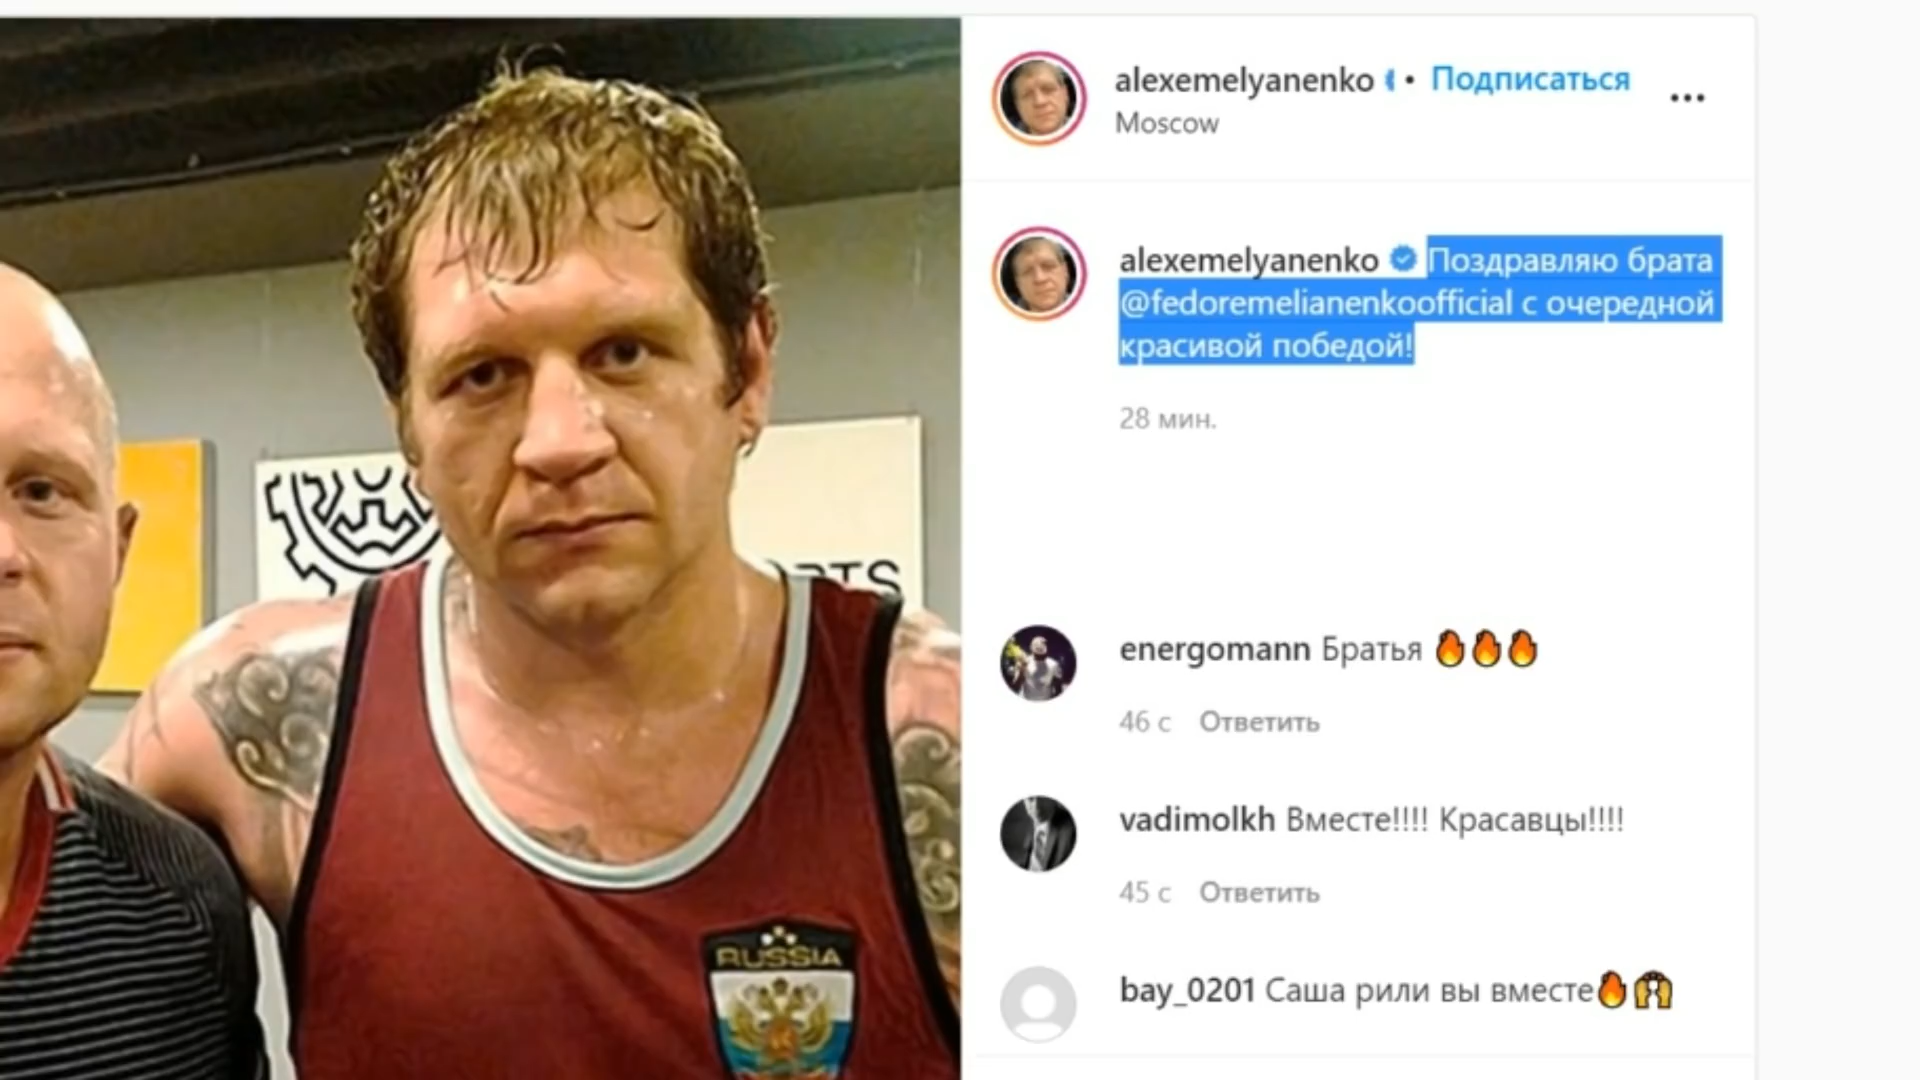 alexemelyanenko • Подписаться
Moscow
alexemelyanenko Поздравляю брата
@fedoremelianenkoofficial с очередной
красивой победой!
28 мин.
energomann Братья 🔥🔥🔥
46 с Ответить
vadimolkh Вместе!!!! Красавцы!!!!
45 с Ответить
bay_0201 Саша рили вы вместе🔥🙌
RUSSIA